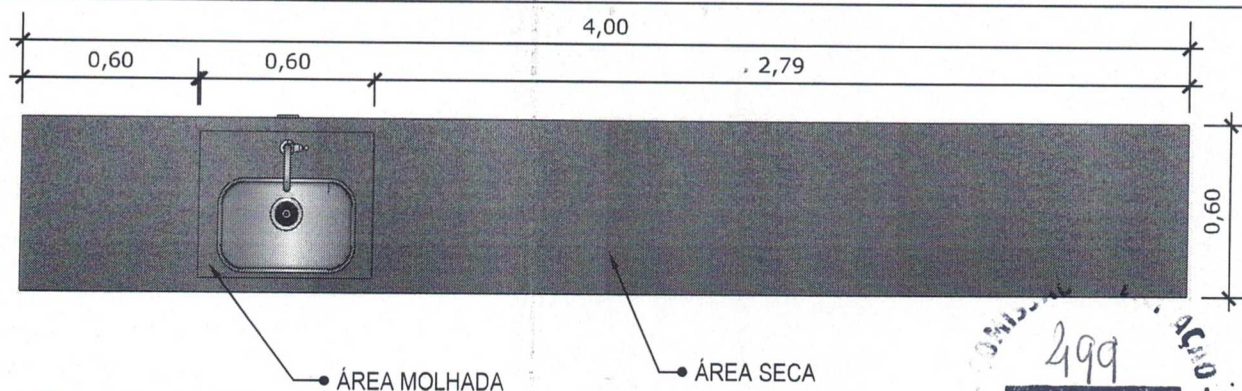 4,00
0,60 0,60 2,79
0,60
ÁREA MOLHADA
ÁREA SECA
499